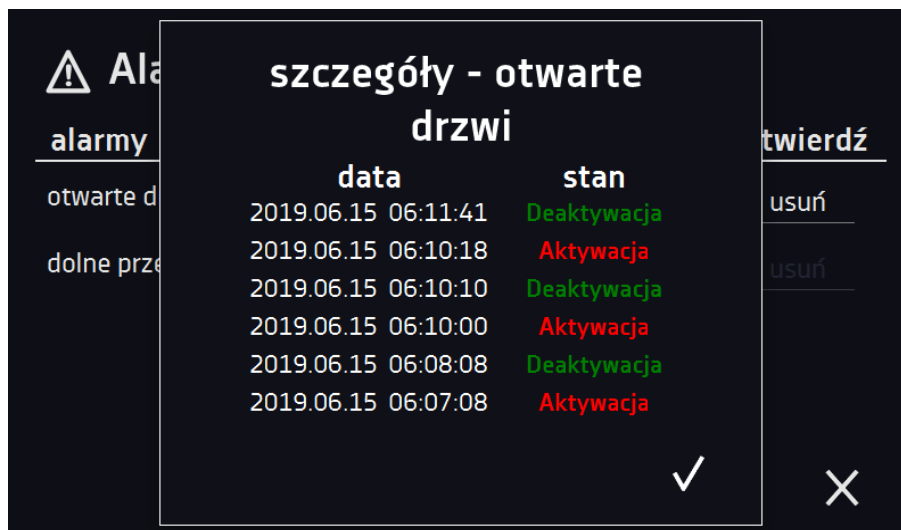 Ala
szczegóły - otwarte
drzwi
alarmy
twierdź
data stan
otwarte d
usuń
2019.06.15 06:11:41 Deaktywacja
2019.06.15 06:10:18 Aktywacja
dolne prze
usuń
2019.06.15 06:10:10 Deaktywacja
2019.06.15 06:10:00 Aktywacja
2019.06.15 06:08:08 Deaktywacja
2019.06.15 06:07:08 Aktywacja